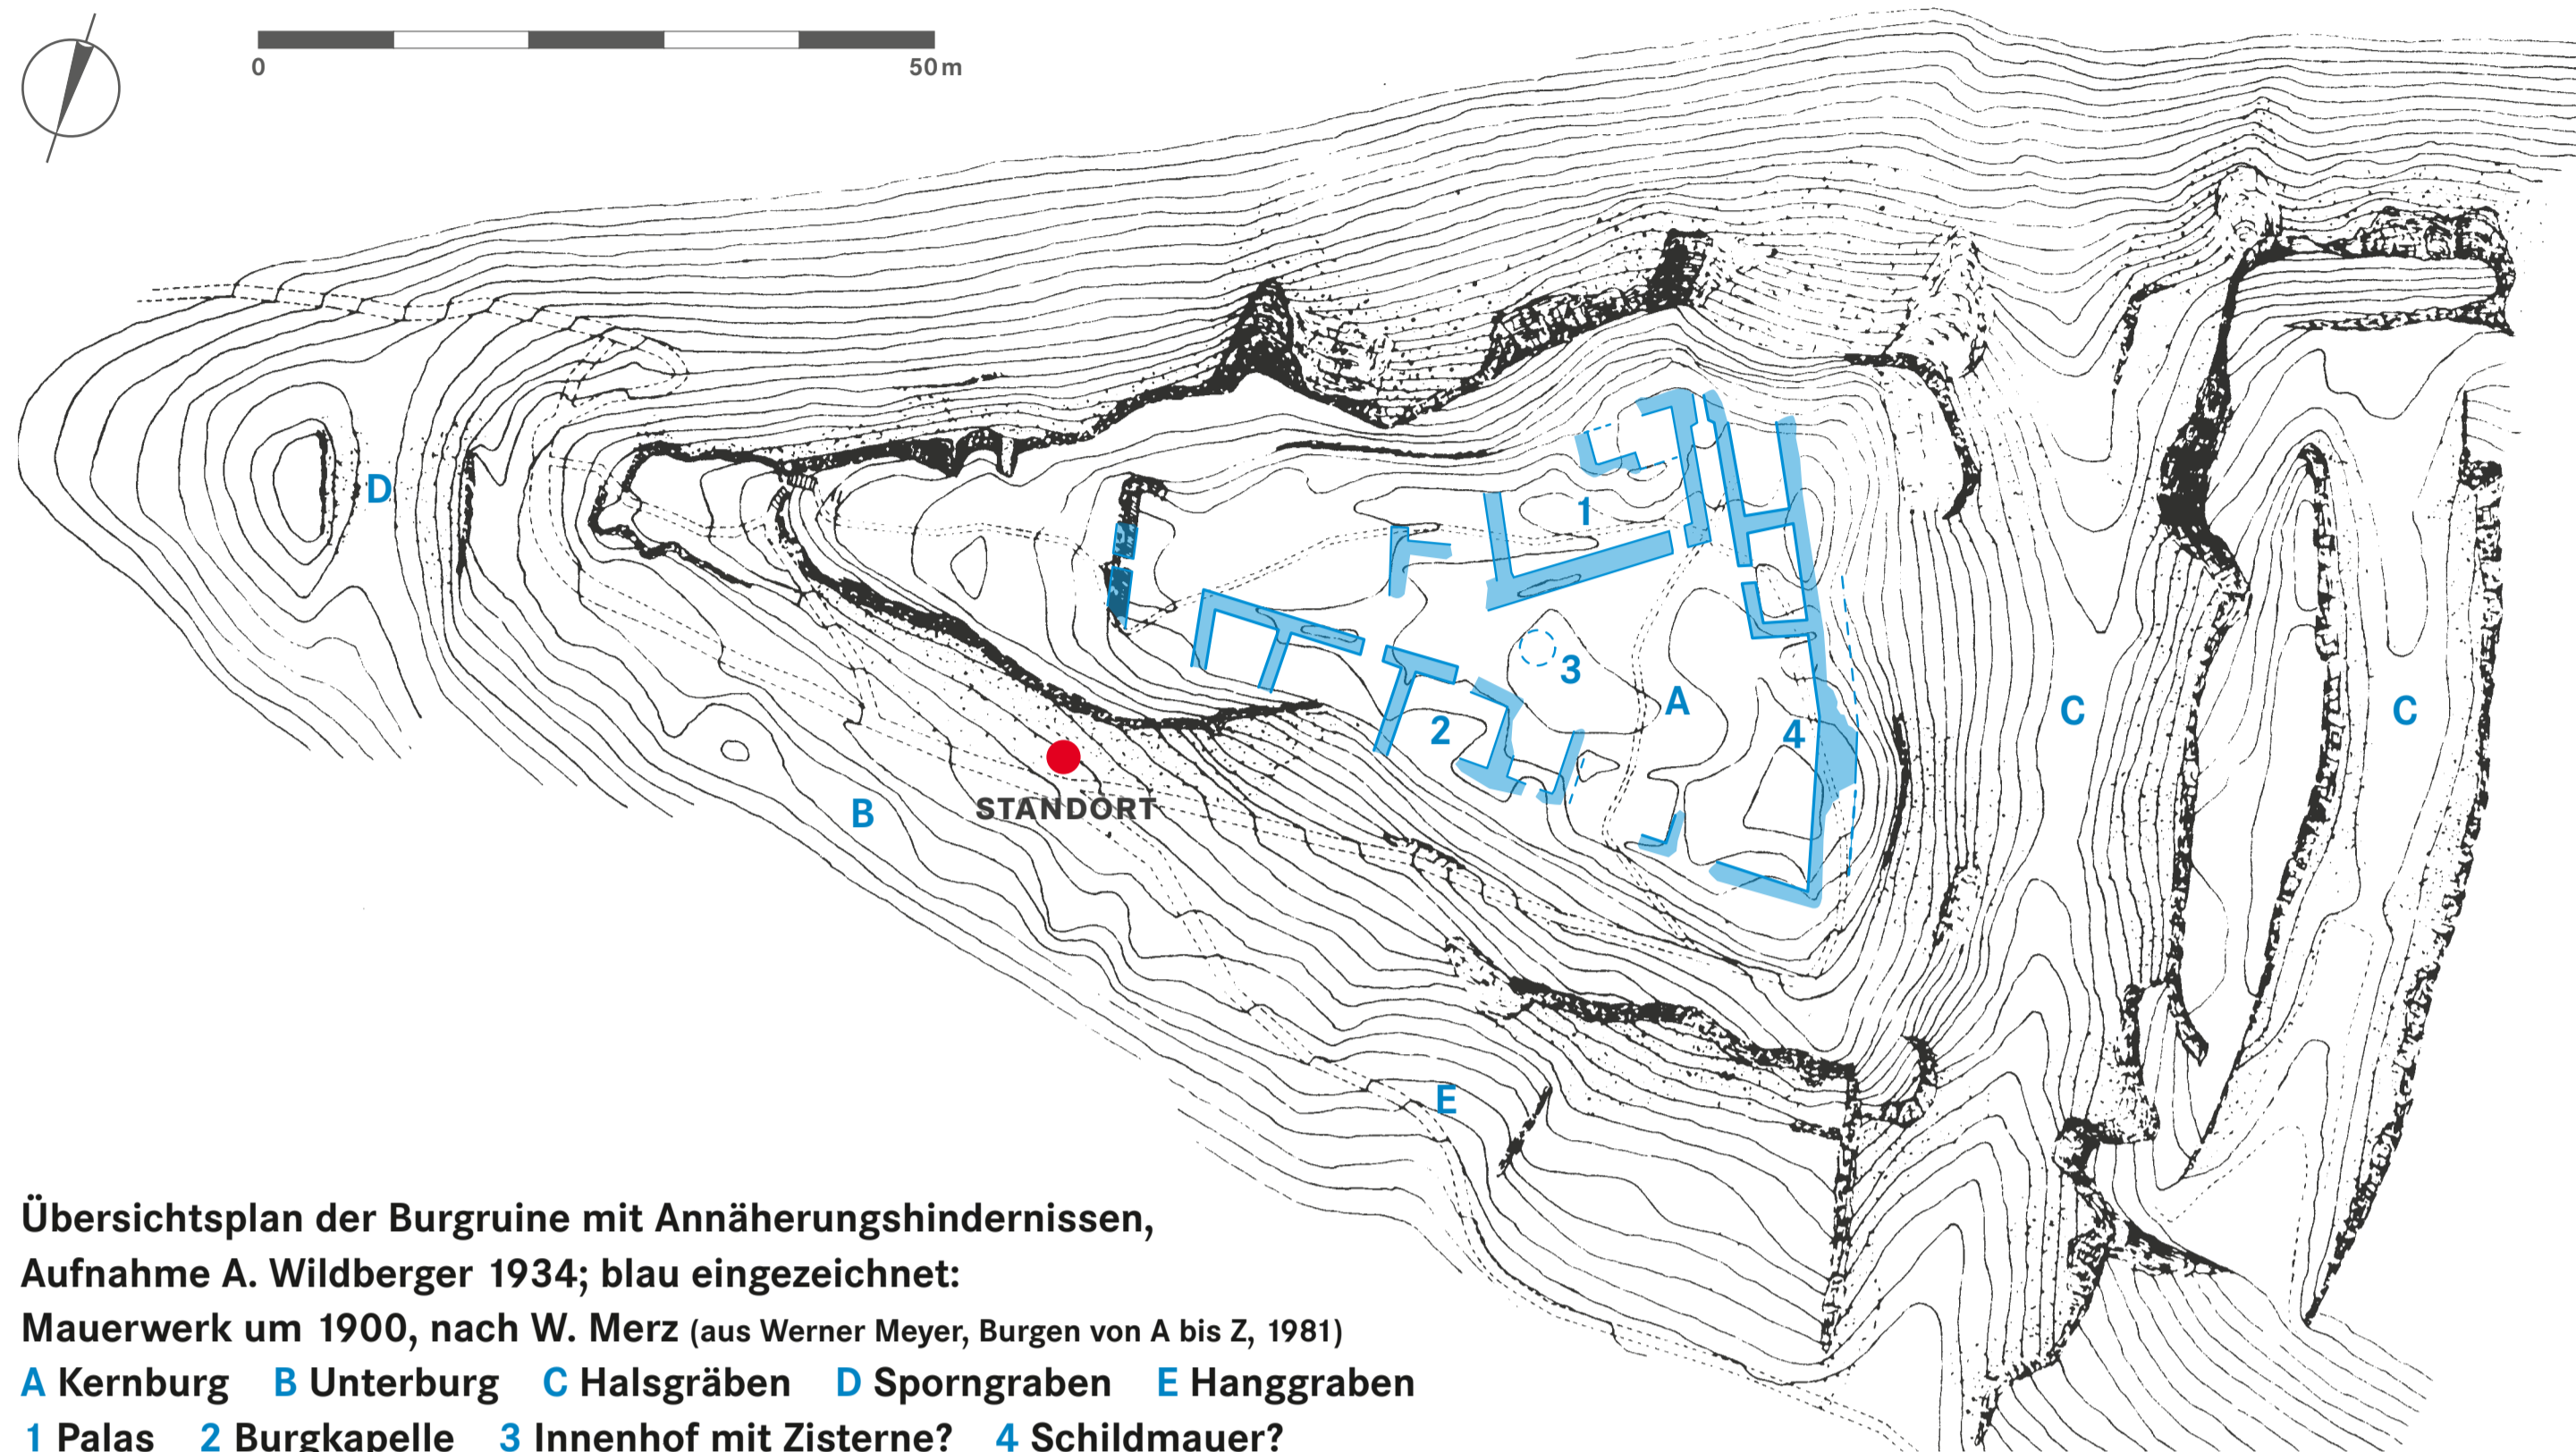 0 50 m
D
1
3
A
2
4
C
C
STANDORT
B
E
Übersichtsplan der Burgruine mit Annäherungshindernissen,
Aufnahme A. Wildberger 1934; blau eingezeichnet:
Mauerwerk um 1900, nach W. Merz (aus Werner Meyer, Burgen von A bis Z, 1981)
A Kernburg B Unterburg C Halsgräben D Sporngraben E Hanggraben
1 Palas 2 Burgkapelle 3 Innenhof mit Zisterne? 4 Schildmauer?